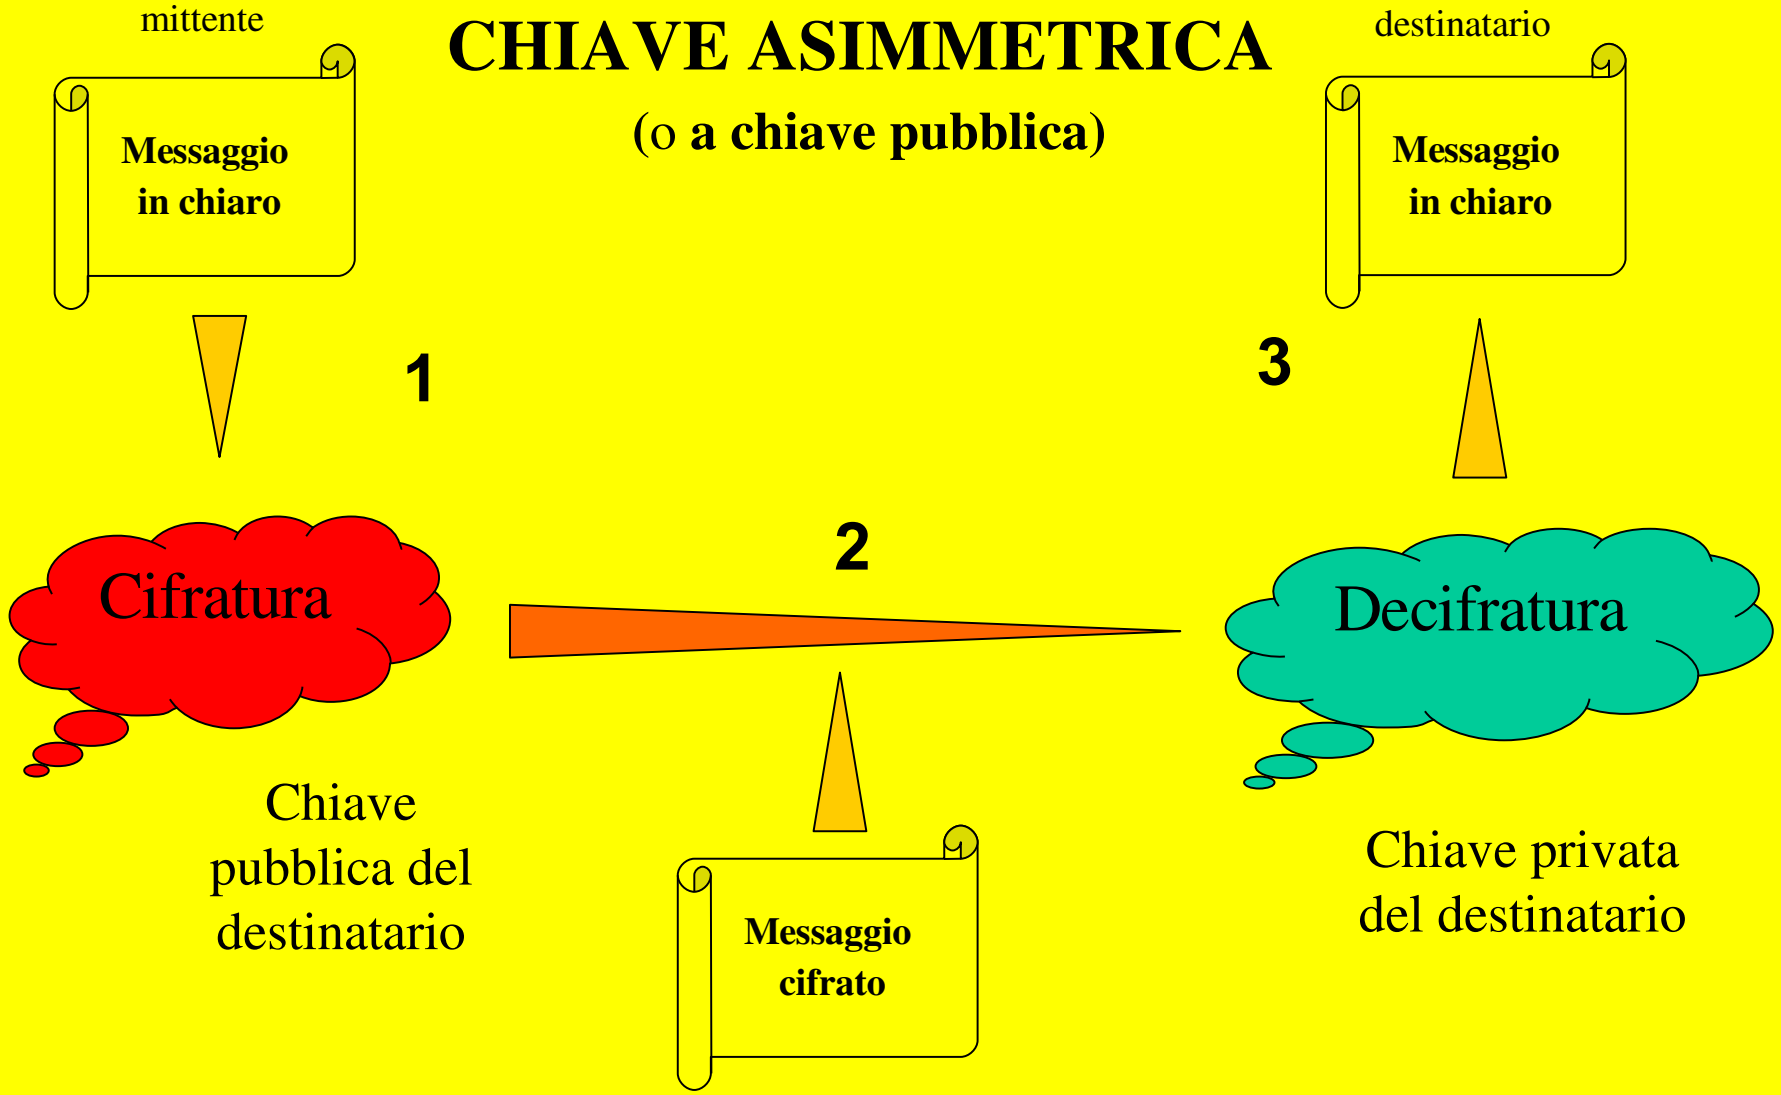 mittente
CHIAVE ASIMMETRICA
(o a chiave pubblica)
destinatario
Messaggio
in chiaro
Messaggio
in chiaro
1
3
2
Cifratura
Decifratura
Chiave
pubblica del
destinatario
Chiave privata
del destinatario
Messaggio
cifrato